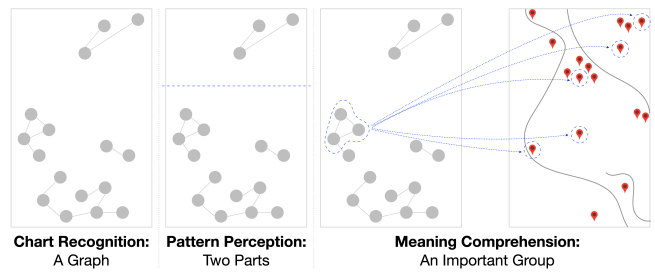 Chart Recognition:
A Graph
Pattern Perception:
Two Parts
Meaning Comprehension:
An Important Group